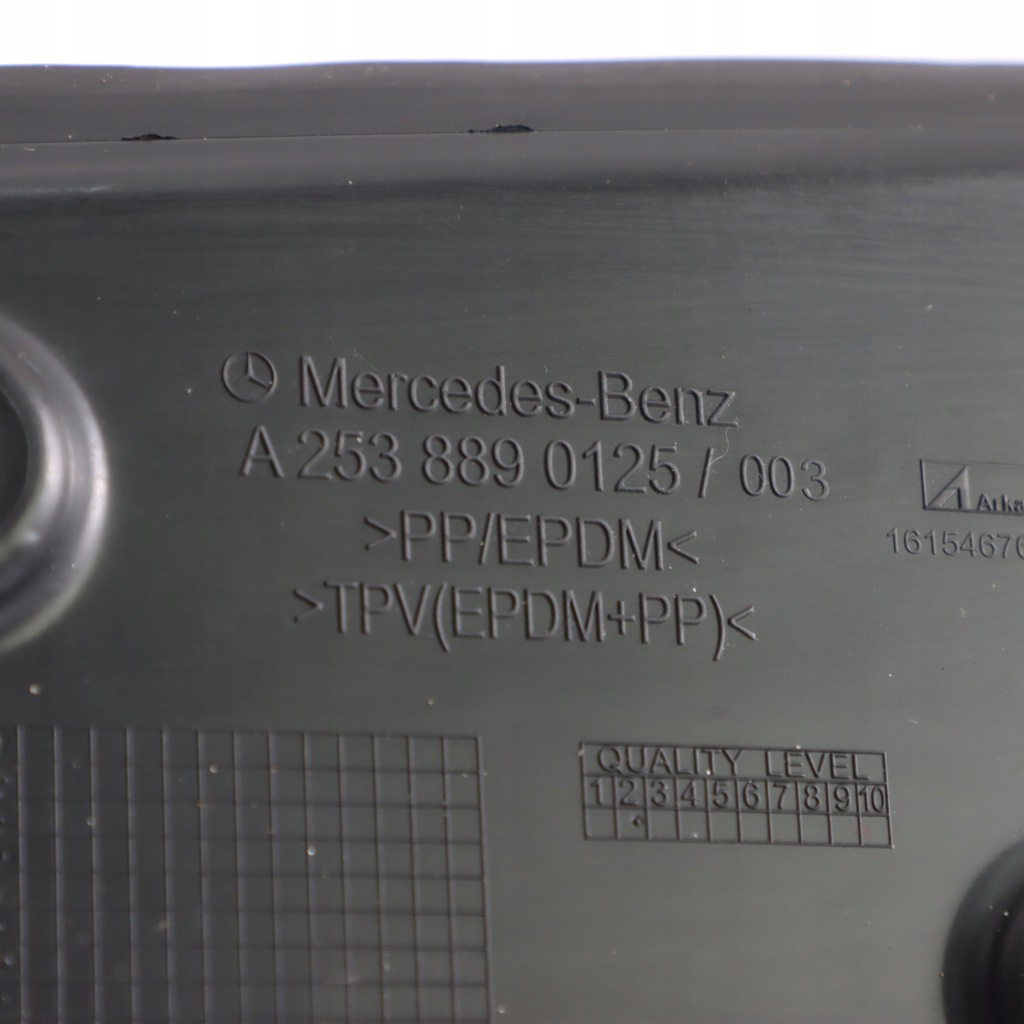 Mercedes-Benz
A 253 889 0125 / 003
>PP/EPDM<
>TPV(EPDM+PP)<
QUALITY LEVEL
1 2 3 4 5 6 7 8 9 10